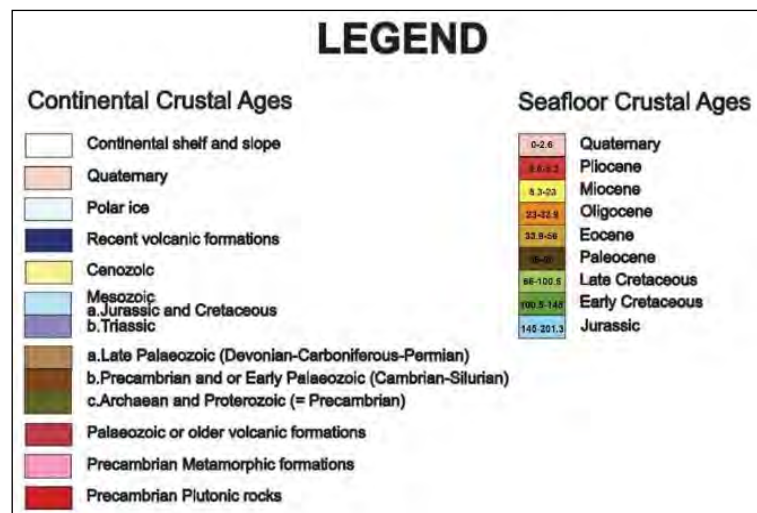 LEGEND
Continental Crustal Ages
Continental shelf and slope
Quaternary
Polar ice
Recent volcanic formations
Cenozoic
Mesozoic
a.Jurassic and Cretaceous
b.Triassic
a.Late Palaeozoic (Devonian-Carboniferous-Permian)
b.Precambrian and or Early Palaeozoic (Cambrian-Silurian)
c.Archaean and Proterozoic (= Precambrian)
Palaeozoic or older volcanic formations
Precambrian Metamorphic formations
Precambrian Plutonic rocks
Seafloor Crustal Ages
0-2.6 Quaternary
Pliocene
5.3-23 Miocene
Oligocene
33.9-56 Eocene
Paleocene
66-100.5 Late Cretaceous
100.5-145 Early Cretaceous
145-201.3 Jurassic